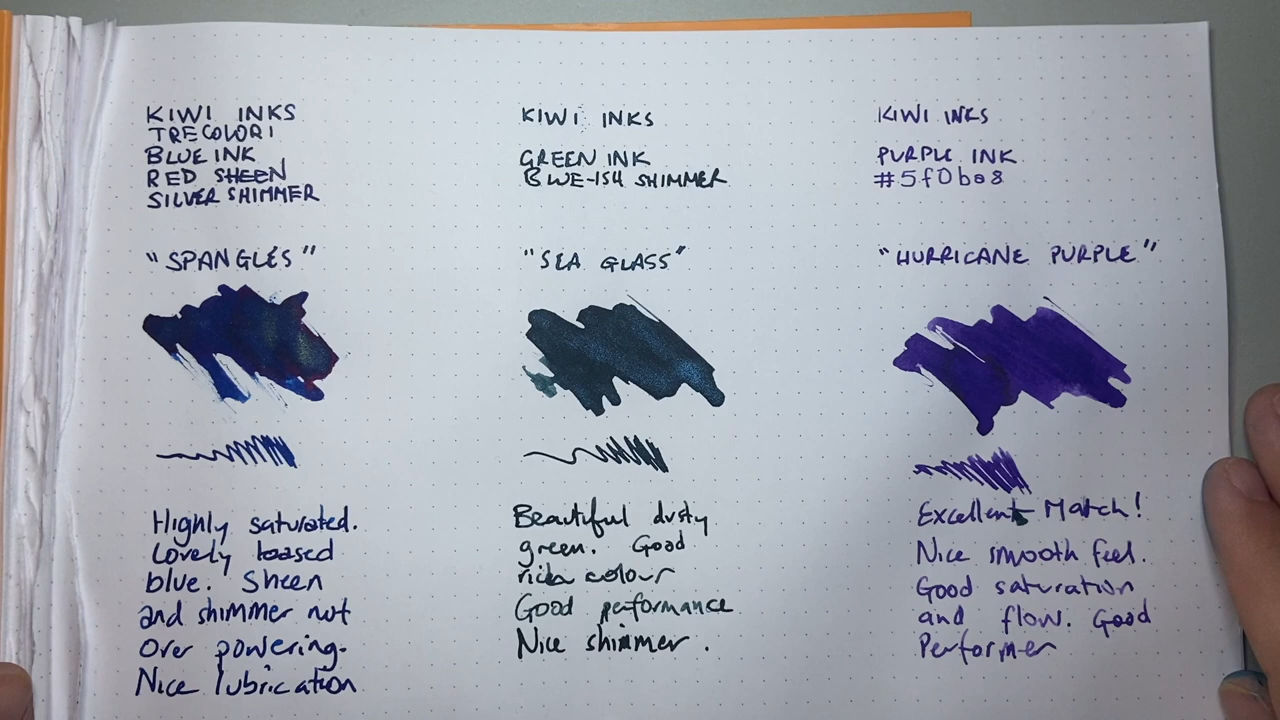 KIWI INKS
TRECOLORI
BLUE INK
RED SHEEN
SILVER SHIMMER
"SPANGLES"
Highly saturated.
Lovely based
blue. Sheen
and shimmer not
Over powering.
Nice lubrication
KIWI INKS
GREEN INK
BLUE-ISH SHIMMER
"SEA GLASS"
Beautiful dusty
green. Good
rich colour
Good performance
Nice shimmer.
KIWI INKS
PURPLE INK
#5f0ba8
"HURRICANE PURPLE"
Excellent Match!
Nice smooth feel.
Good saturation
and flow. Good
Performer